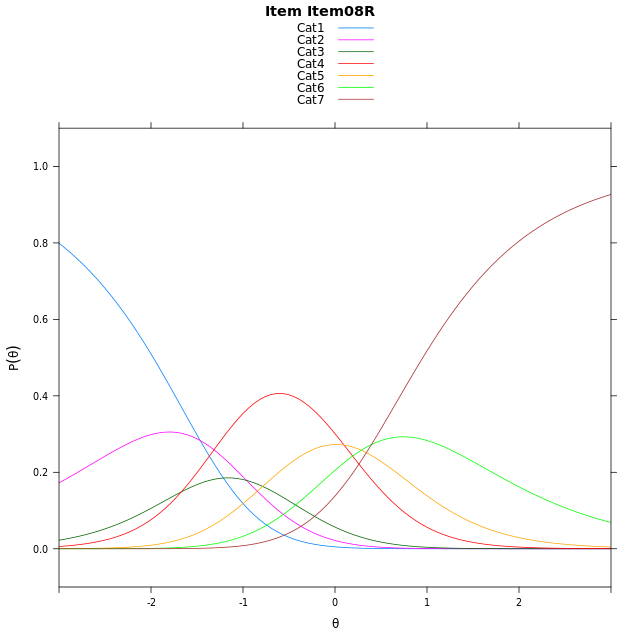 Item Item08R
Cat1
Cat2
Cat3
Cat4
Cat5
Cat6
Cat7
1.0
0.8
0.6
0.4
0.2
0.0
P(θ)
-2 -1 0 1 2
θ